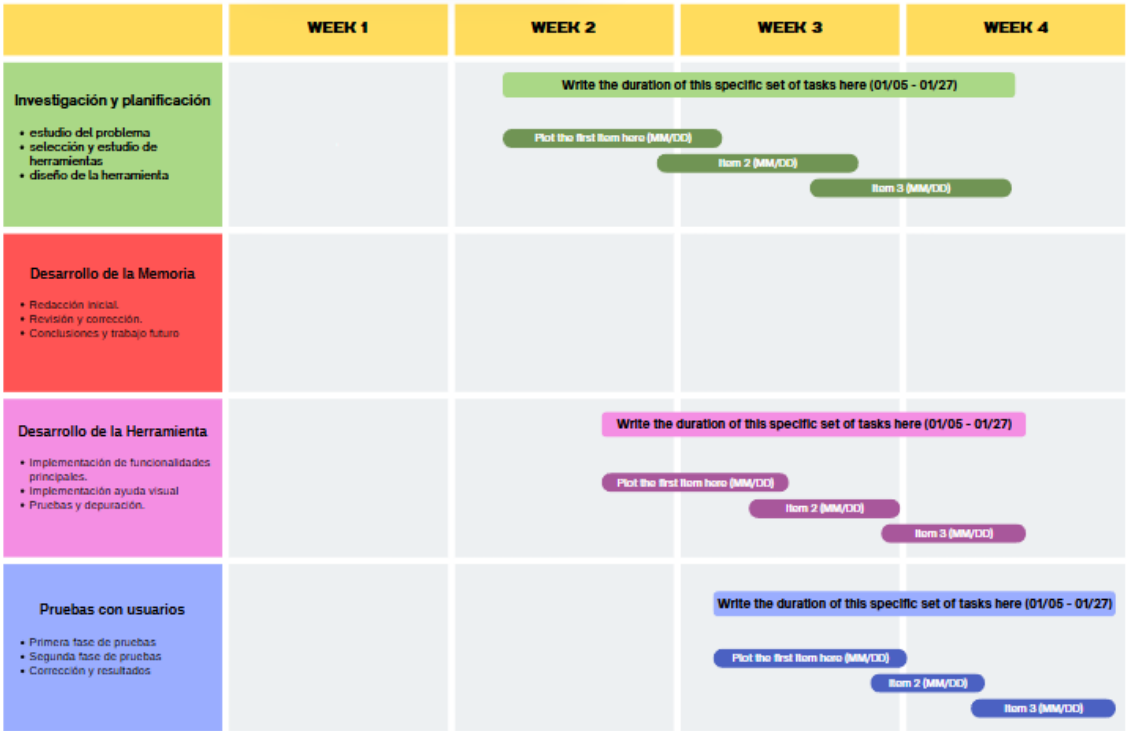 WEEK 1
WEEK 2
WEEK 3
WEEK 4
Investigación y planificación
• estudio del problema
• selección y estudio de
herramientas
• diseño de la herramienta
Write the duration of this specific set of tasks here (01/05 - 01/27)
Plot the first item here (MM/DD)
Item 2 (MM/DD)
Item 3 (MM/DD)
Desarrollo de la Memoria
• Redacción inicial.
• Revisión y corrección.
• Conclusiones y trabajo futuro
Desarrollo de la Herramienta
• Implementación de funcionalidades
principales.
• Implementación ayuda visual
• Pruebas y depuración.
Write the duration of this specific set of tasks here (01/05 - 01/27)
Plot the first item here (MM/DD)
Item 2 (MM/DD)
Item 3 (MM/DD)
Pruebas con usuarios
• Primera fase de pruebas
• Segunda fase de pruebas
• Corrección y resultados
Write the duration of this specific set of tasks here (01/05 - 01/27)
Plot the first item here (MM/DD)
Item 2 (MM/DD)
Item 3 (MM/DD)